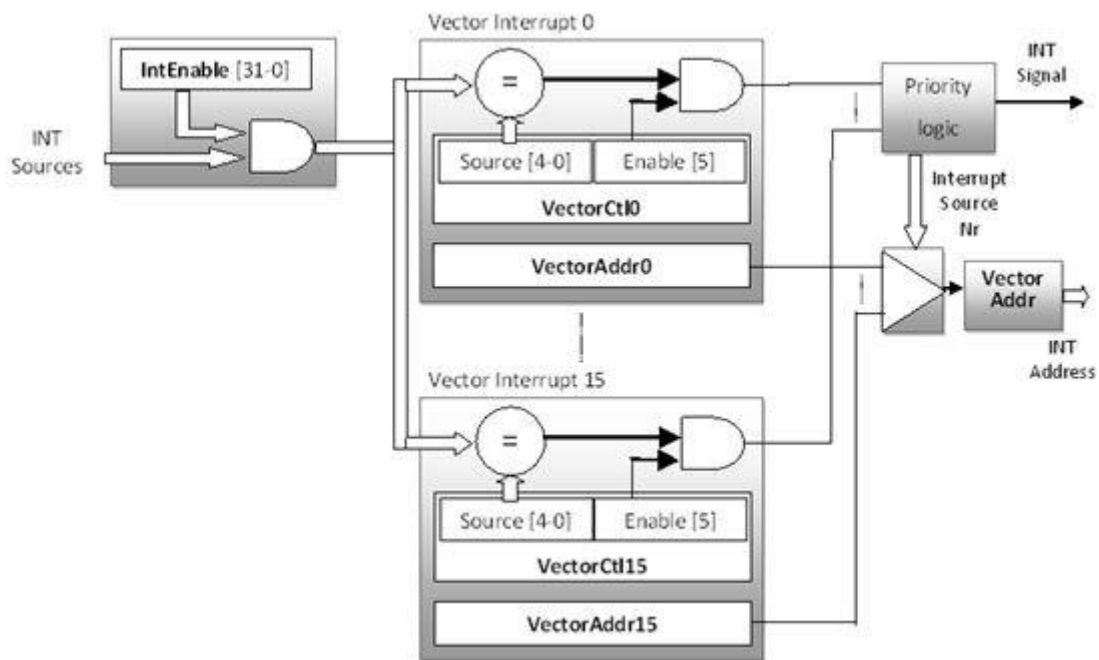 Vector Interrupt 0
IntEnable [31-0]
INT
Sources
=
Source [4-0]
Enable [5]
VectorCtl0
VectorAddr0
Priority
logic
INT
Signal
Interrupt
Source
Nr
Vector
Addr
INT
Address
Vector Interrupt 15
=
Source [4-0]
Enable [5]
VectorCtl15
VectorAddr15